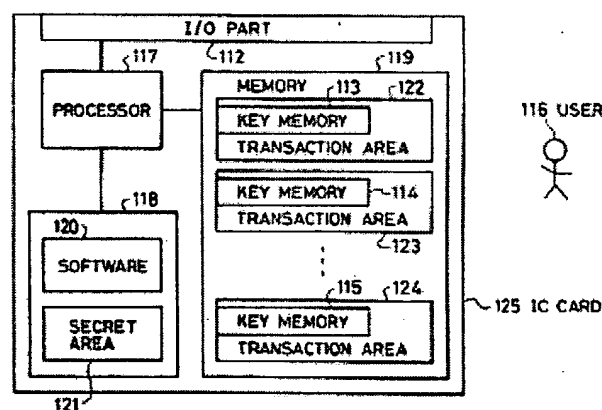 I/O PART
117
112
119
MEMORY 113 122
PROCESSOR
KEY MEMORY
TRANSACTION AREA
116 USER
KEY MEMORY
114
TRANSACTION AREA
118
123
120
SOFTWARE
115 124
KEY MEMORY
TRANSACTION AREA
125 IC CARD
SECRET
AREA
121